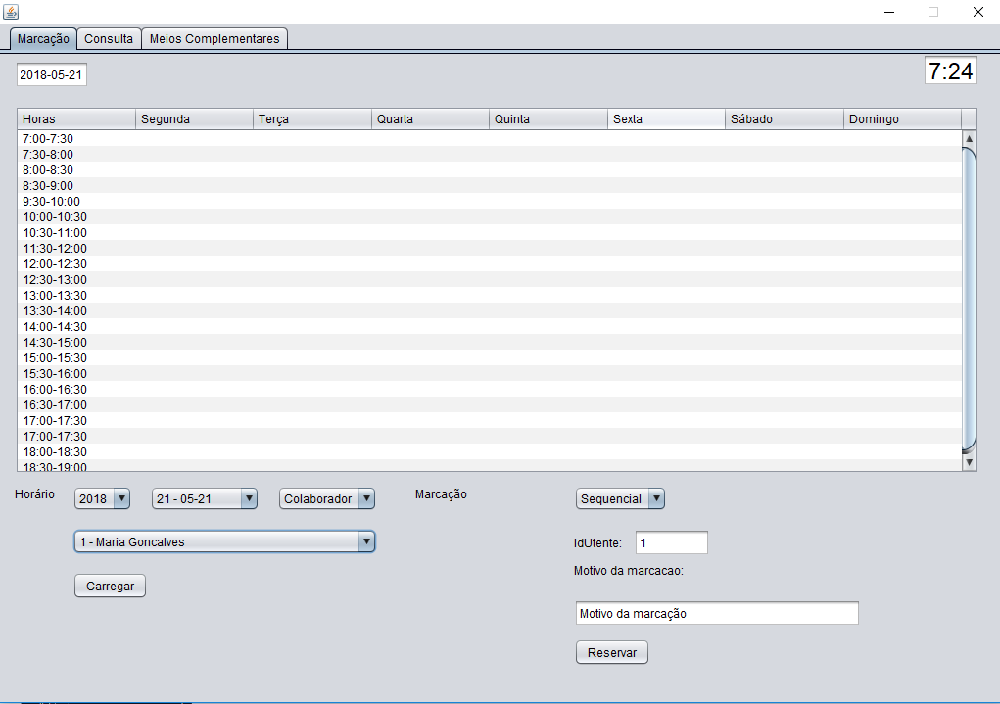 Marcação Consulta Meios Complementares
2018-05-21 7:24
Horas Segunda Terça Quarta Quinta Sexta Sábado Domingo
7:00-7:30
7:30-8:00
8:00-8:30
8:30-9:00
9:30-10:00
10:00-10:30
10:30-11:00
11:30-12:00
12:00-12:30
12:30-13:00
13:00-13:30
13:30-14:00
14:00-14:30
14:30-15:00
15:00-15:30
15:30-16:00
16:00-16:30
16:30-17:00
17:00-17:30
17:00-17:30
18:00-18:30
18:30-19:00
Horário 2018 21 - 05-21 Colaborador Marcação Sequencial
1 - Maria Goncalves IdUtente: 1
Motivo da marcacao:
Carregar
Motivo da marcação
Reservar